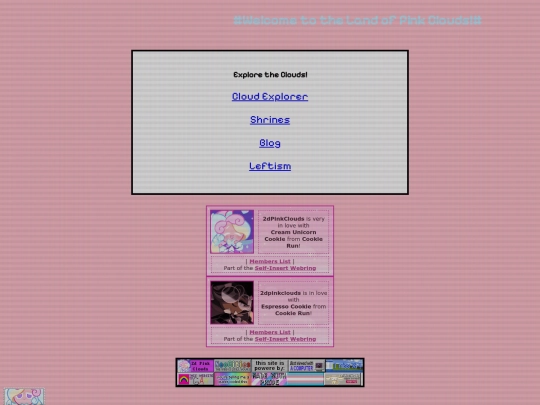 #Welcome to the Land of Pink Clouds!#
Explore the Clouds!
Cloud Explorer
Shrines
Blog
Leftism
2dPinkClouds is very
in love with
Cream Unicorn
Cookie from Cookie
Run!
| Members List |
Part of the Self-Insert Webring
2dpinkclouds is in love
with
Espresso Cookie from
Cookie Run!
| Members List |
Part of the Self-Insert Webring
this site is
A COMPUTER